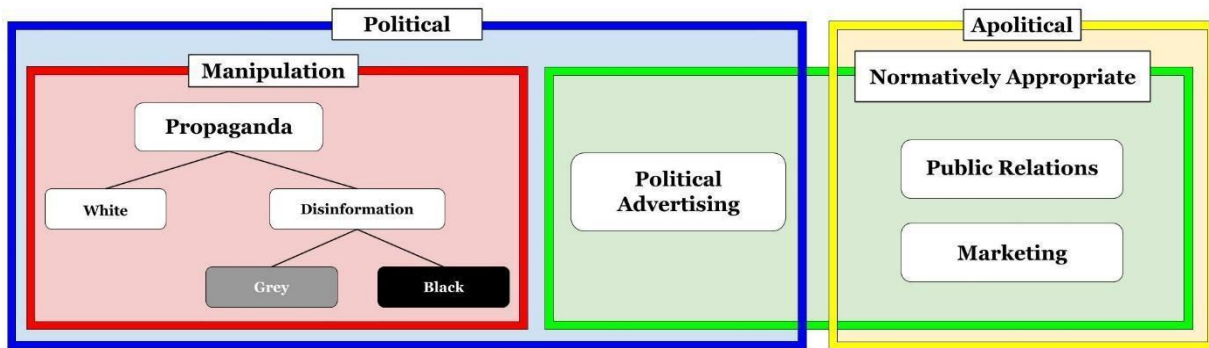 Political
Apolitical
Manipulation
Normatively Appropriate
Propaganda
White
Disinformation
Grey
Black
Political
Advertising
Public Relations
Marketing